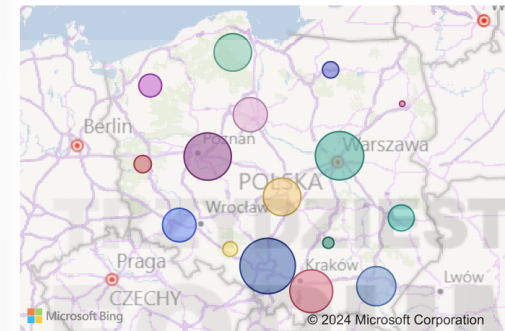 Berlin
Poznań
Warszawa
POLSKA
Wrocław
Praga
Kraków
Lwów
CZECHY
Microsoft Bing
© 2024 Microsoft Corporation